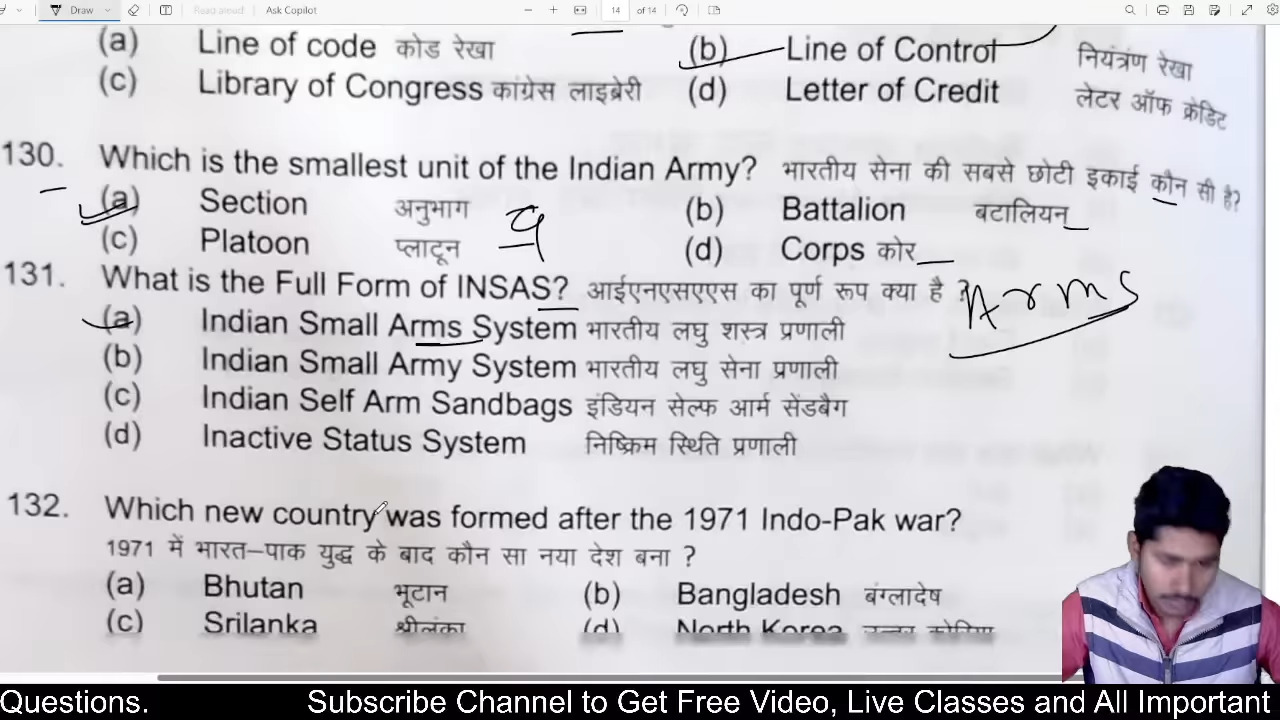 Draw
Read aloud
Ask Copilot
14 of 14
(a) Line of code कोड रेखा (b) Line of Control नियंत्रंण रेखा
(c) Library of Congress कांग्रेस लाइब्रेरी (d) Letter of Credit लेटर ऑफ क्रेडिट
130. Which is the smallest unit of the Indian Army? भारतीय सेना की सबसे छोटी इकाई कौन सी है?
(a) Section अनुभाग (b) Battalion बटालियन
(c) Platoon प्लाटून 9 (d) Corps कोर
131. What is the Full Form of INSAS? आईएनएसएएस का पूर्ण रूप क्या है ?
Arms
(a) Indian Small Arms System भारतीय लघु शस्त्र प्रणाली
(b) Indian Small Army System भारतीय लघु सेना प्रणाली
(c) Indian Self Arm Sandbags इंडियन सेल्फ आर्म सेंडबैग
(d) Inactive Status System निष्क्रिम स्थिति प्रणाली
132. Which new country was formed after the 1971 Indo-Pak war?
1971 में भारत–पाक युद्ध के बाद कौन सा नया देश बना ?
(a) Bhutan भूटान (b) Bangladesh बंग्लादेष
(c) Srilanka श्रीलंका (d) North Korea
Questions. Subscribe Channel to Get Free Video, Live Classes and All Important